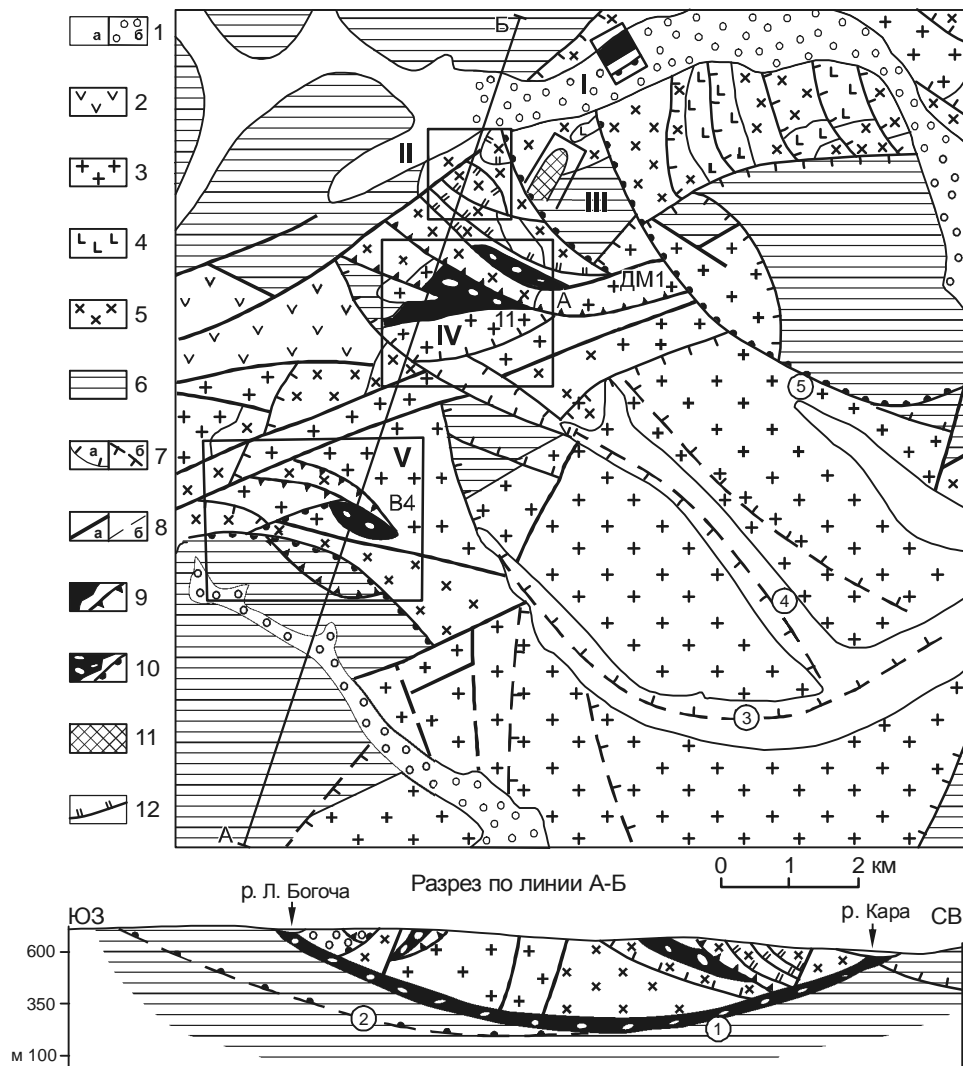 а б 1
2
3
4
5
6
а б 7
а б 8
9
10
11
12
Б
I
II
III
ДМ1
А
11
IV
5
V
В4
4
3
А
0 1 2 км
Разрез по линии А-Б
ЮЗ
р. Л. Богоча
р. Кара
СВ
600
350
м 100
2
1